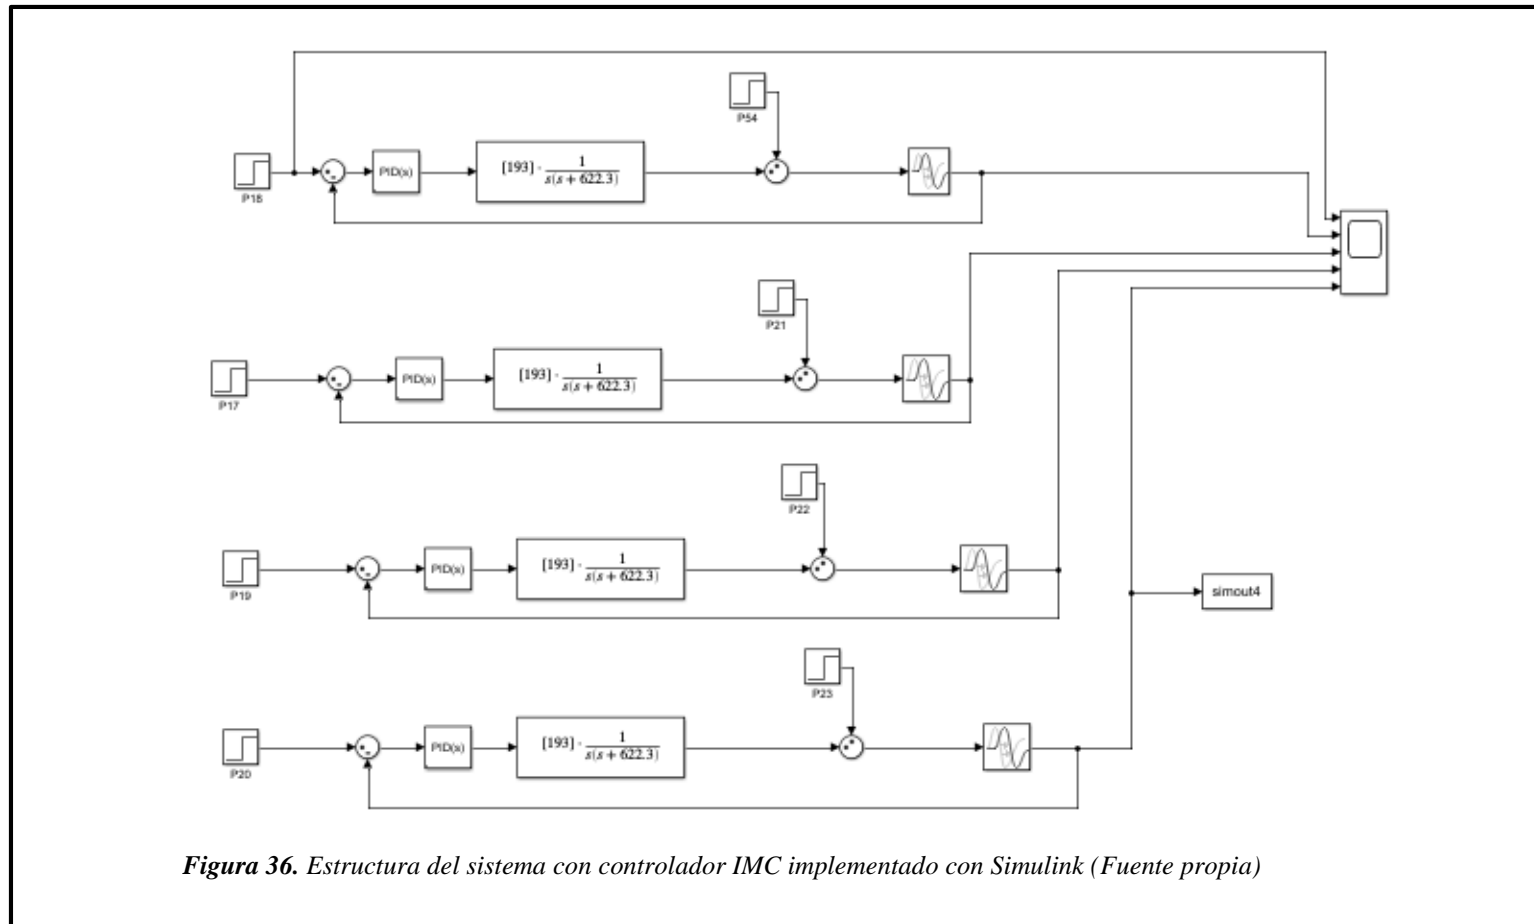 P54
PID(s)
[193] · 1
s(s + 622.3)
P18
P21
PID(s)
[193] · 1
s(s + 622.3)
P17
P22
PID(s)
[193] · 1
s(s + 622.3)
P19
simout4
P23
PID(s)
[193] · 1
s(s + 622.3)
P20
Figura 36. Estructura del sistema con controlador IMC implementado con Simulink (Fuente propia)